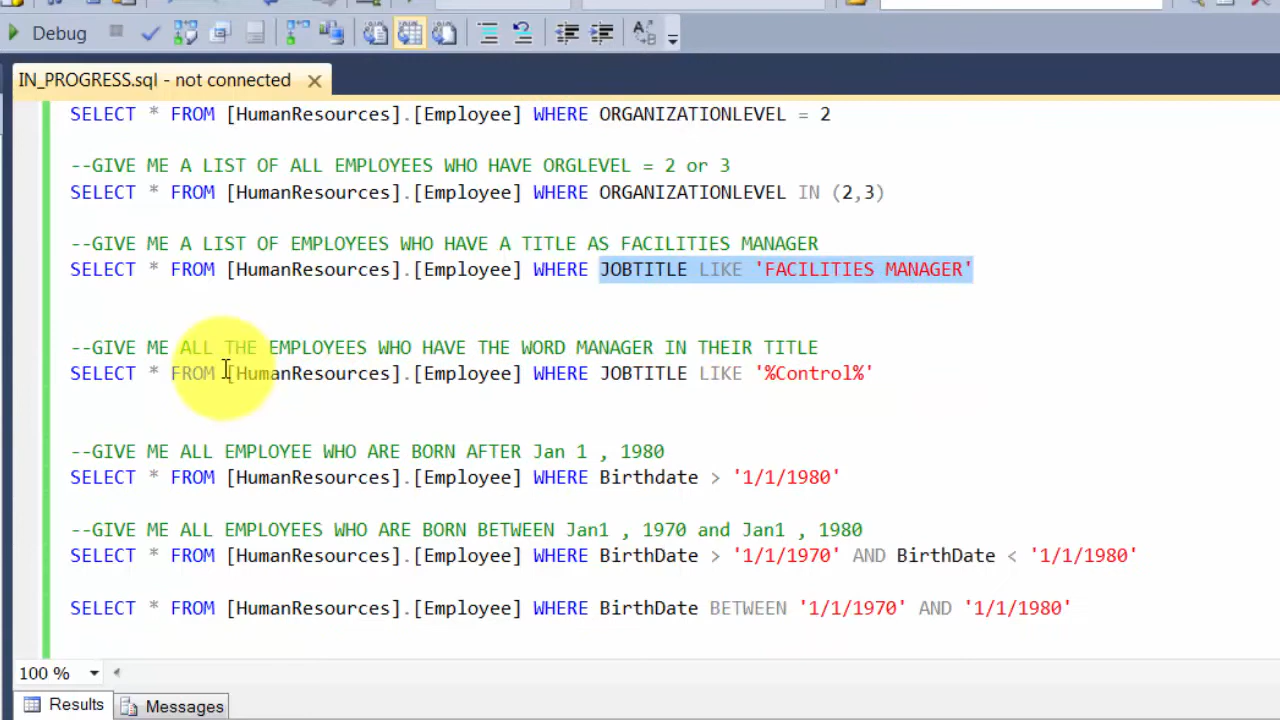 Debug
IN_PROGRESS.sql - not connected
SELECT * FROM [HumanResources].[Employee] WHERE ORGANIZATIONLEVEL = 2
--GIVE ME A LIST OF ALL EMPLOYEES WHO HAVE ORGLEVEL = 2 or 3
SELECT * FROM [HumanResources].[Employee] WHERE ORGANIZATIONLEVEL IN (2,3)
--GIVE ME A LIST OF EMPLOYEES WHO HAVE A TITLE AS FACILITIES MANAGER
SELECT * FROM [HumanResources].[Employee] WHERE JOBTITLE LIKE 'FACILITIES MANAGER'
--GIVE ME ALL THE EMPLOYEES WHO HAVE THE WORD MANAGER IN THEIR TITLE
SELECT * FROM [HumanResources].[Employee] WHERE JOBTITLE LIKE '%Control%'
--GIVE ME ALL EMPLOYEE WHO ARE BORN AFTER Jan 1 , 1980
SELECT * FROM [HumanResources].[Employee] WHERE Birthdate > '1/1/1980'
--GIVE ME ALL EMPLOYEES WHO ARE BORN BETWEEN Jan1 , 1970 and Jan1 , 1980
SELECT * FROM [HumanResources].[Employee] WHERE BirthDate > '1/1/1970' AND BirthDate < '1/1/1980'
SELECT * FROM [HumanResources].[Employee] WHERE BirthDate BETWEEN '1/1/1970' AND '1/1/1980'
100 %
Results
Messages